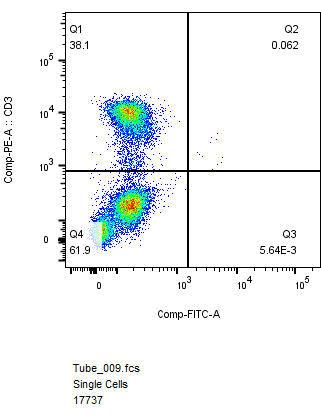 Q1
38.1
Q2
0.062
10^5
10^4
10^3
0
Comp-PE-A :: CD3
Q4
61.9
Q3
5.64E-3
0
10^3
10^4
10^5
Comp-FITC-A
Tube_009.fcs
Single Cells
17737